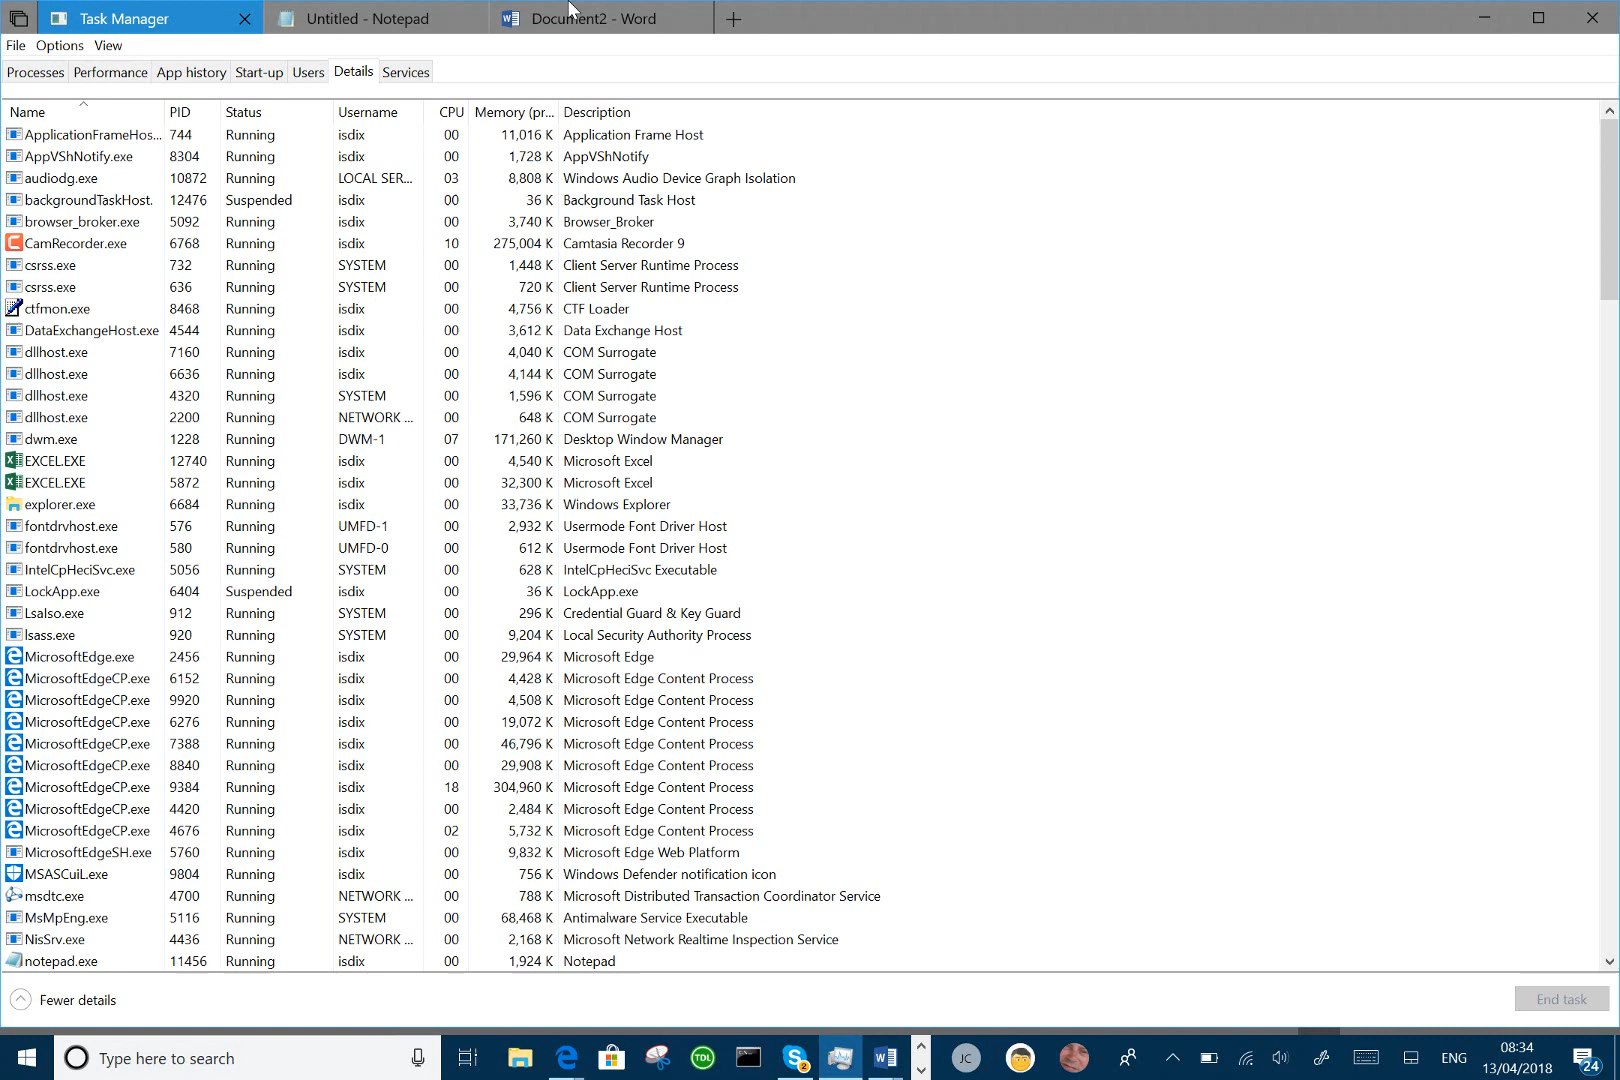 Task Manager Untitled - Notepad Document2 - Word
File Options View
Processes Performance App history Start-up Users Details Services
Name PID Status Username CPU Memory (pr... Description
ApplicationFrameHos... 744 Running isdix 00 11,016 K Application Frame Host
AppVShNotify.exe 8304 Running isdix 00 1,728 K AppVShNotify
audiodg.exe 10872 Running LOCAL SER... 03 8,808 K Windows Audio Device Graph Isolation
backgroundTaskHost. 12476 Suspended isdix 00 36 K Background Task Host
browser_broker.exe 5092 Running isdix 00 3,740 K Browser_Broker
CamRecorder.exe 6768 Running isdix 10 275,004 K Camtasia Recorder 9
csrss.exe 732 Running SYSTEM 00 1,448 K Client Server Runtime Process
csrss.exe 636 Running SYSTEM 00 720 K Client Server Runtime Process
ctfmon.exe 8468 Running isdix 00 4,756 K CTF Loader
DataExchangeHost.exe 4544 Running isdix 00 3,612 K Data Exchange Host
dllhost.exe 7160 Running isdix 00 4,040 K COM Surrogate
dllhost.exe 6636 Running isdix 00 4,144 K COM Surrogate
dllhost.exe 4320 Running SYSTEM 00 1,596 K COM Surrogate
dllhost.exe 2200 Running NETWORK ... 00 648 K COM Surrogate
dwm.exe 1228 Running DWM-1 07 171,260 K Desktop Window Manager
EXCEL.EXE 12740 Running isdix 00 4,540 K Microsoft Excel
EXCEL.EXE 5872 Running isdix 00 32,300 K Microsoft Excel
explorer.exe 6684 Running isdix 00 33,736 K Windows Explorer
fontdrvhost.exe 576 Running UMFD-1 00 2,932 K Usermode Font Driver Host
fontdrvhost.exe 580 Running UMFD-0 00 612 K Usermode Font Driver Host
IntelCpHeciSvc.exe 5056 Running SYSTEM 00 628 K IntelCpHeciSvc Executable
LockApp.exe 6404 Suspended isdix 00 36 K LockApp.exe
LsaIso.exe 912 Running SYSTEM 00 296 K Credential Guard & Key Guard
lsass.exe 920 Running SYSTEM 00 9,204 K Local Security Authority Process
MicrosoftEdge.exe 2456 Running isdix 00 29,964 K Microsoft Edge
MicrosoftEdgeCP.exe 6152 Running isdix 00 4,428 K Microsoft Edge Content Process
MicrosoftEdgeCP.exe 9920 Running isdix 00 4,508 K Microsoft Edge Content Process
MicrosoftEdgeCP.exe 6276 Running isdix 00 19,072 K Microsoft Edge Content Process
MicrosoftEdgeCP.exe 7388 Running isdix 00 46,796 K Microsoft Edge Content Process
MicrosoftEdgeCP.exe 8840 Running isdix 00 29,908 K Microsoft Edge Content Process
MicrosoftEdgeCP.exe 9384 Running isdix 18 304,960 K Microsoft Edge Content Process
MicrosoftEdgeCP.exe 4420 Running isdix 00 2,484 K Microsoft Edge Content Process
MicrosoftEdgeCP.exe 4676 Running isdix 02 5,732 K Microsoft Edge Content Process
MicrosoftEdgeSH.exe 5760 Running isdix 00 9,832 K Microsoft Edge Web Platform
MSASCuiL.exe 9804 Running isdix 00 756 K Windows Defender notification icon
msdtc.exe 4700 Running NETWORK ... 00 788 K Microsoft Distributed Transaction Coordinator Service
MsMpEng.exe 5116 Running SYSTEM 00 68,468 K Antimalware Service Executable
NisSrv.exe 4436 Running NETWORK ... 00 2,168 K Microsoft Network Realtime Inspection Service
notepad.exe 11456 Running isdix 00 1,924 K Notepad
Fewer details End task
Type here to search TDL 2 JC ENG 08:34
13/04/2018 24